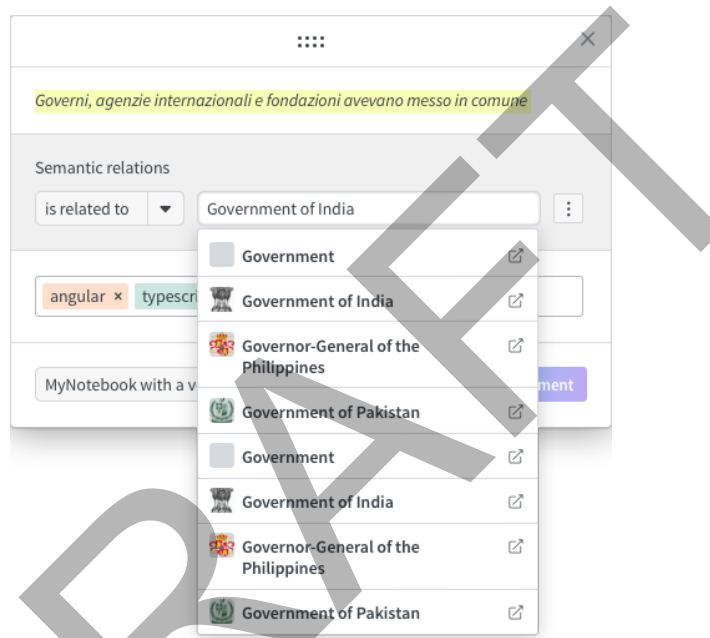 Governi, agenzie internazionali e fondazioni avevano messo in comune
Semantic relations
is related to
Government of India
Government
angular × typescri
Government of India
Governor-General of the
Philippines
MyNotebook with a v
ment
Government of Pakistan
Government
Government of India
Governor-General of the
Philippines
Government of Pakistan
RAFT